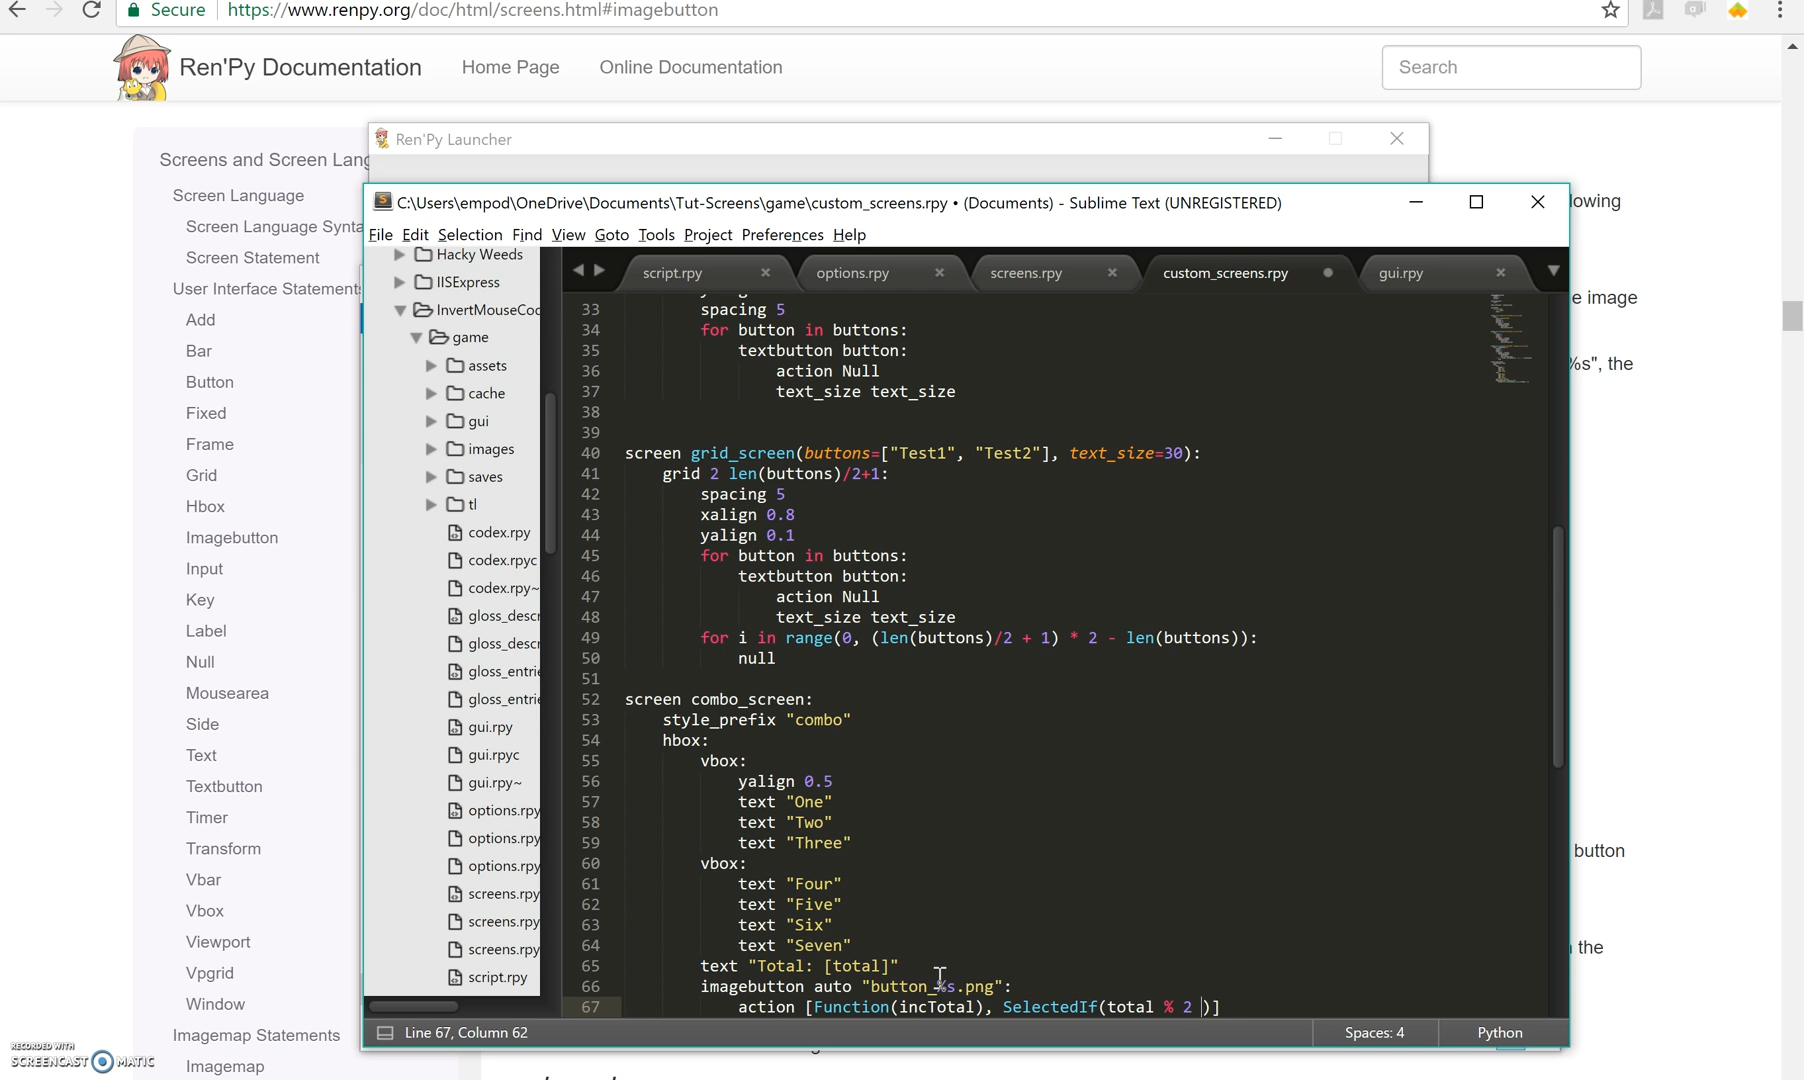 Secure | https://www.renpy.org/doc/html/screens.html#imagebutton
Ren'Py Documentation
Home Page
Online Documentation
Search
Ren'Py Launcher
Screens and Screen Lang
Screen Language
Screen Language Synta
Screen Statement
User Interface Statements
Add
Bar
Button
Fixed
Frame
Grid
Hbox
Imagebutton
Input
Key
Label
Null
Mousearea
Side
Text
Textbutton
Timer
Transform
Vbar
Vbox
Viewport
Vpgrid
Window
Imagemap Statements
Imagemap
lowing
e image
%s", the
button
the
C:\Users\empod\OneDrive\Documents\Tut-Screens\game\custom_screens.rpy • (Documents) - Sublime Text (UNREGISTERED)
File Edit Selection Find View Goto Tools Project Preferences Help
Hacky Weeds
IISExpress
InvertMouseCod
game
assets
cache
gui
images
saves
tl
codex.rpy
codex.rpyc
codex.rpy~
gloss_descr
gloss_descr
gloss_entrie
gloss_entrie
gui.rpy
gui.rpyc
gui.rpy~
options.rpy
options.rpy
options.rpy
screens.rpy
screens.rpy
screens.rpy
script.rpy
script.rpy
options.rpy
screens.rpy
custom_screens.rpy
gui.rpy
33 spacing 5
34 for button in buttons:
35 textbutton button:
36 action Null
37 text_size text_size
38
39
40 screen grid_screen(buttons=["Test1", "Test2"], text_size=30):
41 grid 2 len(buttons)/2+1:
42 spacing 5
43 xalign 0.8
44 yalign 0.1
45 for button in buttons:
46 textbutton button:
47 action Null
48 text_size text_size
49 for i in range(0, (len(buttons)/2 + 1) * 2 - len(buttons)):
50 null
51
52 screen combo_screen:
53 style_prefix "combo"
54 hbox:
55 vbox:
56 yalign 0.5
57 text "One"
58 text "Two"
59 text "Three"
60 vbox:
61 text "Four"
62 text "Five"
63 text "Six"
64 text "Seven"
65 text "Total: [total]"
66 imagebutton auto "button_%s.png":
67 action [Function(incTotal), SelectedIf(total % 2 )]
Line 67, Column 62
Spaces: 4
Python
RECORDED WITH
SCREENCAST MATIC